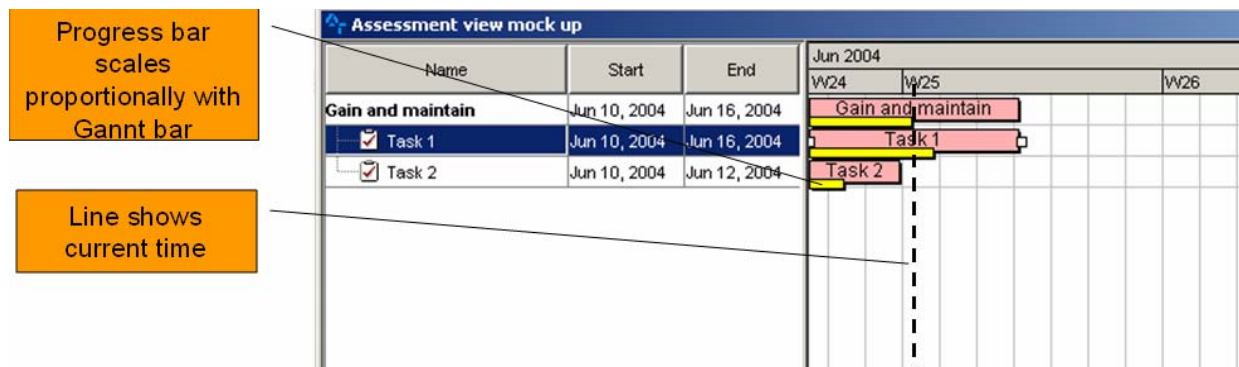 Progress bar
scales
proportionally with
Gannt bar
Line shows
current time
Assessment view mock up
Name Start End
Jun 2004
W24 W25 W26
Gain and maintain Jun 10, 2004 Jun 16, 2004 Gain and maintain
Task 1 Jun 10, 2004 Jun 16, 2004 Task 1
Task 2 Jun 10, 2004 Jun 12, 2004 Task 2